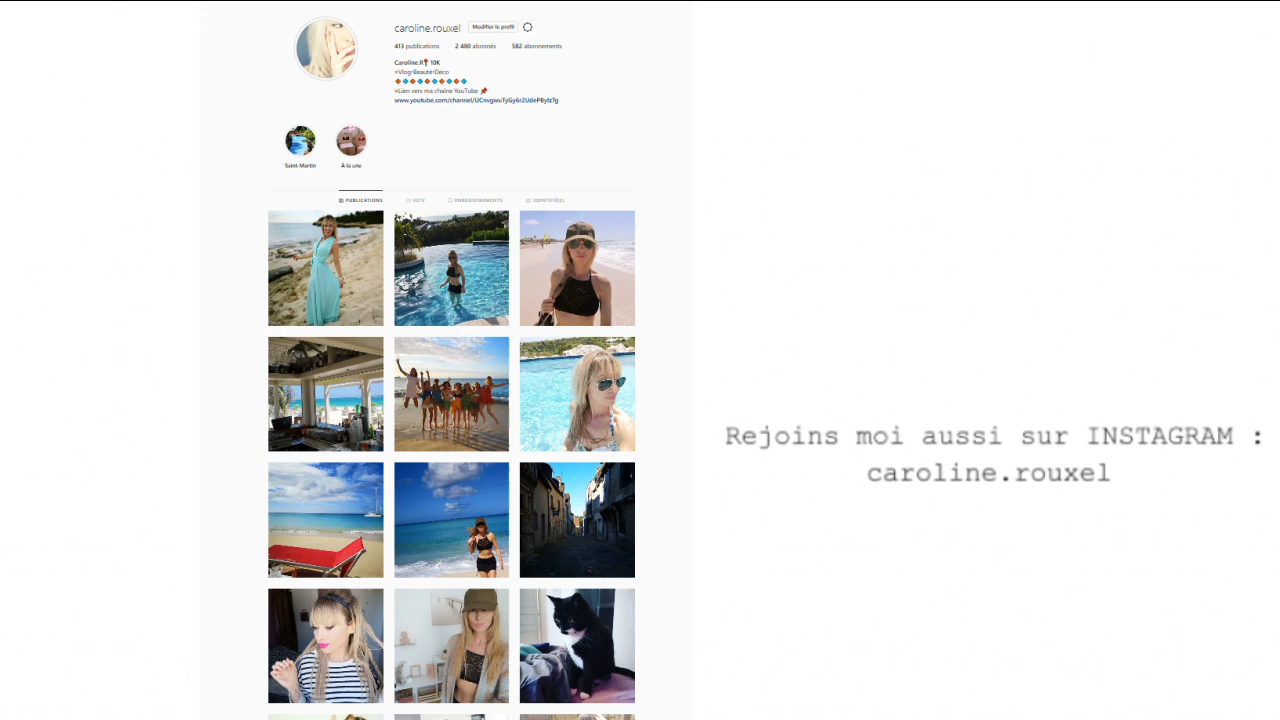 caroline.rouxel Modifier le profil
413 publications 2 480 abonnés 582 abonnements
Caroline.R🎈 10K
»Vlog·Beauté·Déco
🔸🔹🔸🔹🔸🔹🔸🔹🔸🔹
»Lien vers ma chaîne YouTube 📌
Saint-Martin À la une
PUBLICATIONS IGTV ENREGISTREMENTS IDENTIFIÉ(E)
Rejoins moi aussi sur INSTAGRAM :
caroline.rouxel